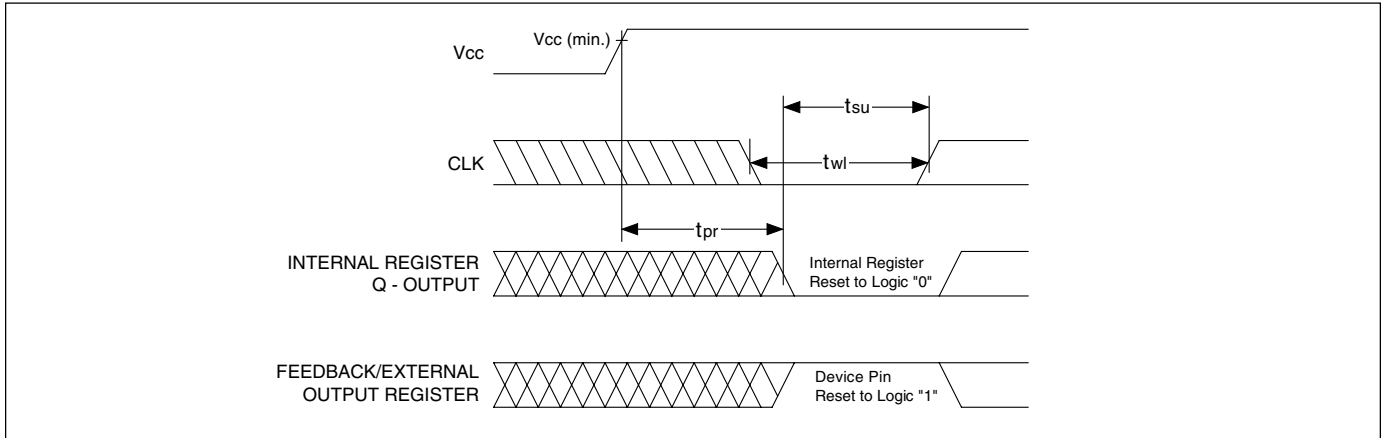 Vcc
Vcc (min.)
tsu
CLK
twl
tpr
INTERNAL REGISTER
Q - OUTPUT
Internal Register
Reset to Logic "0"
FEEDBACK/EXTERNAL
OUTPUT REGISTER
Device Pin
Reset to Logic "1"